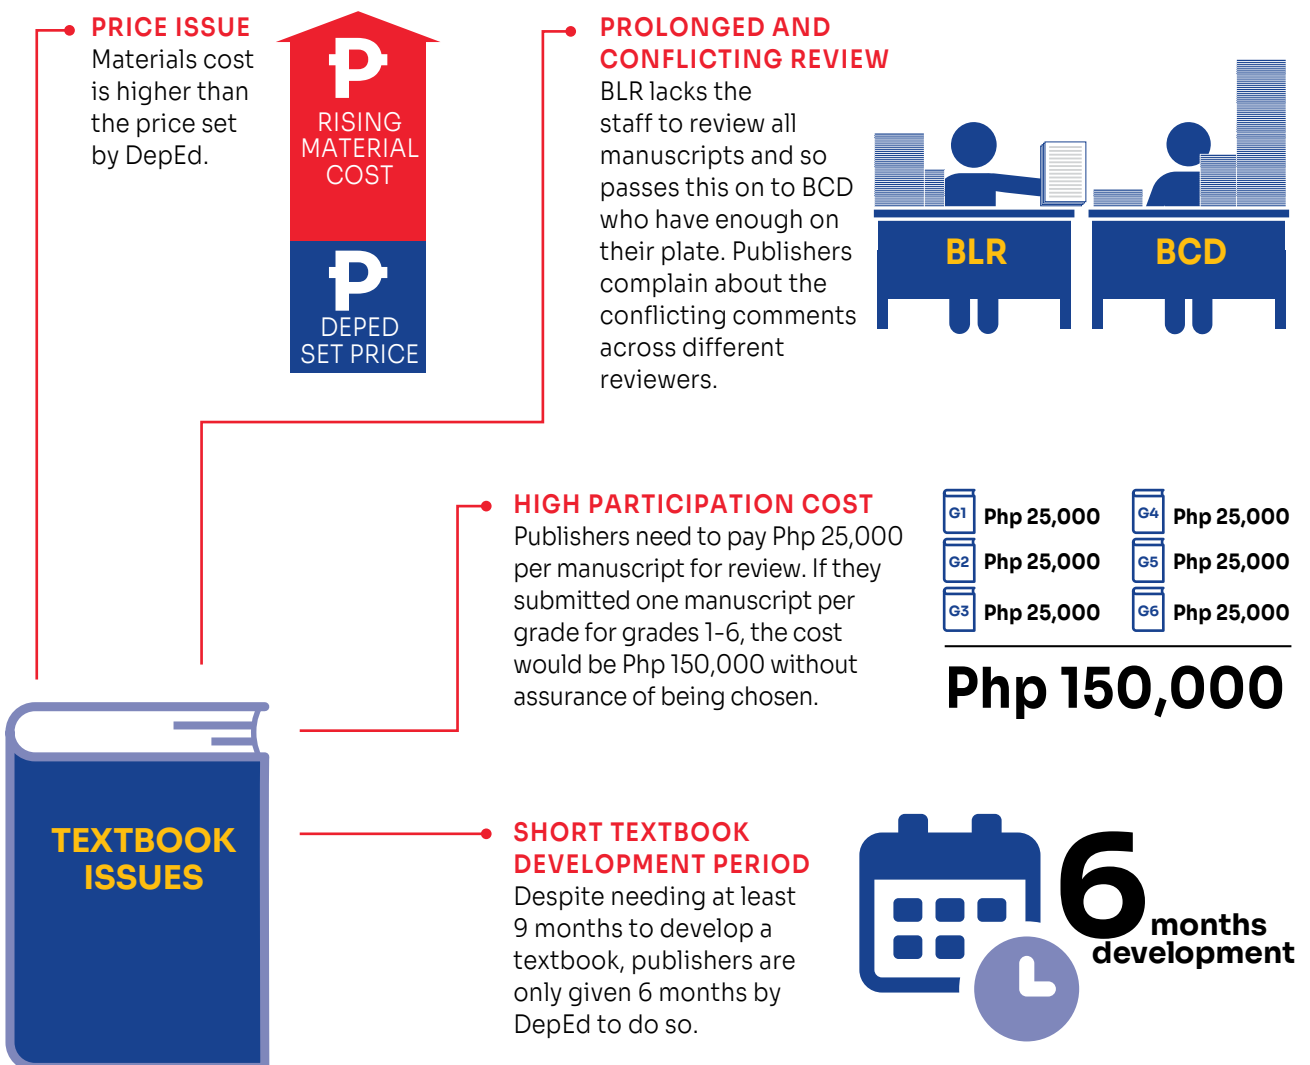 PRICE ISSUE
Materials cost
is higher than
the price set
by DepEd.
₱
RISING
MATERIAL
COST
₱
DEPED
SET PRICE
PROLONGED AND
CONFLICTING REVIEW
BLR lacks the
staff to review all
manuscripts and so
passes this on to BCD
who have enough on
their plate. Publishers
complain about the
conflicting comments
across different
reviewers.
BLR
BCD
HIGH PARTICIPATION COST
Publishers need to pay Php 25,000
per manuscript for review. If they
submitted one manuscript per
grade for grades 1-6, the cost
would be Php 150,000 without
assurance of being chosen.
G1 Php 25,000
G2 Php 25,000
G3 Php 25,000
G4 Php 25,000
G5 Php 25,000
G6 Php 25,000
Php 150,000
TEXTBOOK
ISSUES
SHORT TEXTBOOK
DEVELOPMENT PERIOD
Despite needing at least
9 months to develop a
textbook, publishers are
only given 6 months by
DepEd to do so.
6 months
development